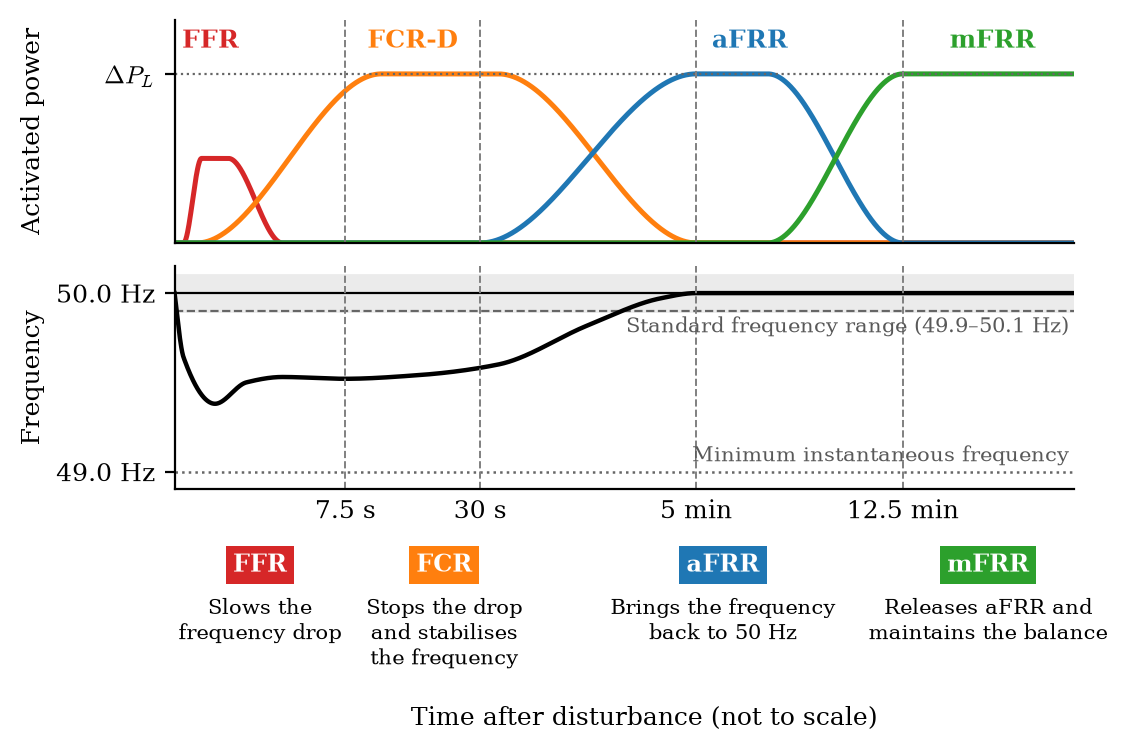 FFR
FCR-D
aFRR
mFRR
Activated power
ΔP_L
Frequency
50.0 Hz
Standard frequency range (49.9–50.1 Hz)
Minimum instantaneous frequency
49.0 Hz
7.5 s
30 s
5 min
12.5 min
FFR
Slows the
frequency drop
FCR
Stops the drop
and stabilises
the frequency
aFRR
Brings the frequency
back to 50 Hz
mFRR
Releases aFRR and
maintains the balance
Time after disturbance (not to scale)